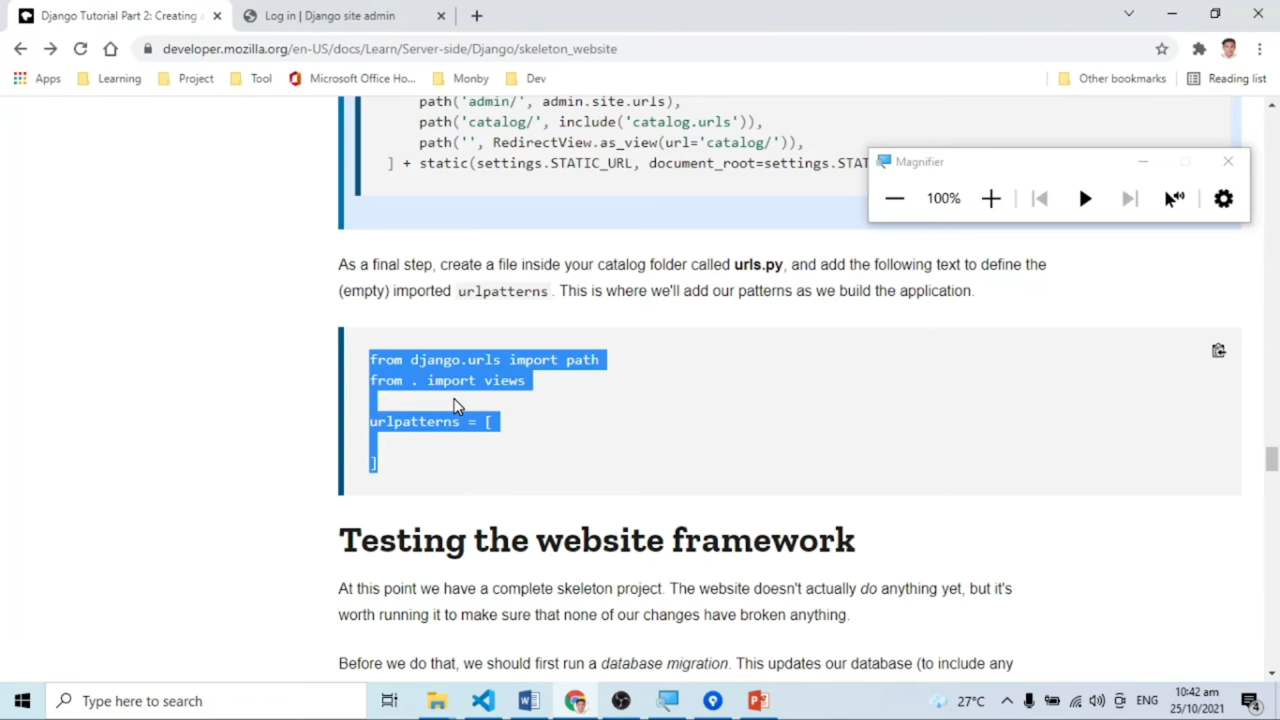 Django Tutorial Part 2: Creating a
Log in | Django site admin
developer.mozilla.org/en-US/docs/Learn/Server-side/Django/skeleton_website
Apps
Learning
Project
Tool
Microsoft Office Ho...
Monby
Dev
Other bookmarks
Reading list
path('admin/', admin.site.urls),
path('catalog/', include('catalog.urls')),
path('', RedirectView.as_view(url='catalog/')),
] + static(settings.STATIC_URL, document_root=settings.STAT
Magnifier
100%
As a final step, create a file inside your catalog folder called urls.py, and add the following text to define the
(empty) imported urlpatterns. This is where we'll add our patterns as we build the application.
from django.urls import path
from . import views
urlpatterns = [
]
Testing the website framework
At this point we have a complete skeleton project. The website doesn't actually do anything yet, but it's
worth running it to make sure that none of our changes have broken anything.
Before we do that, we should first run a database migration. This updates our database (to include any
Type here to search
27°C
ENG
10:42 am
25/10/2021
4